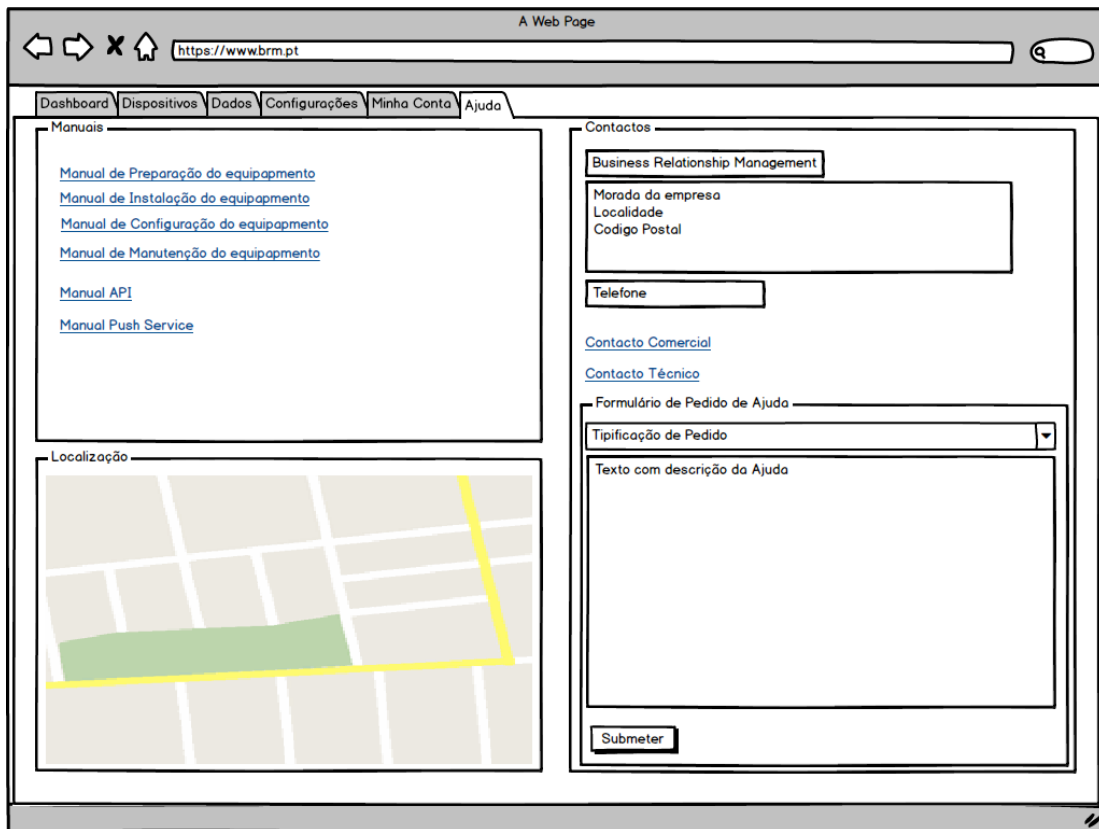 A Web Page
https://www.brm.pt
Dashboard Dispositivos Dados Configurações Minha Conta Ajuda
Manuais
Manual de Preparação do equipapmento
Manual de Instalação do equipapmento
Manual de Configuração do equipapmento
Manual de Manutenção do equipapmento
Manual API
Manual Push Service
Localização
Contactos
Business Relationship Management
Morada da empresa
Localidade
Codigo Postal
Telefone
Contacto Comercial
Contacto Técnico
Formulário de Pedido de Ajuda
Tipificação de Pedido
Texto com descrição da Ajuda
Submeter